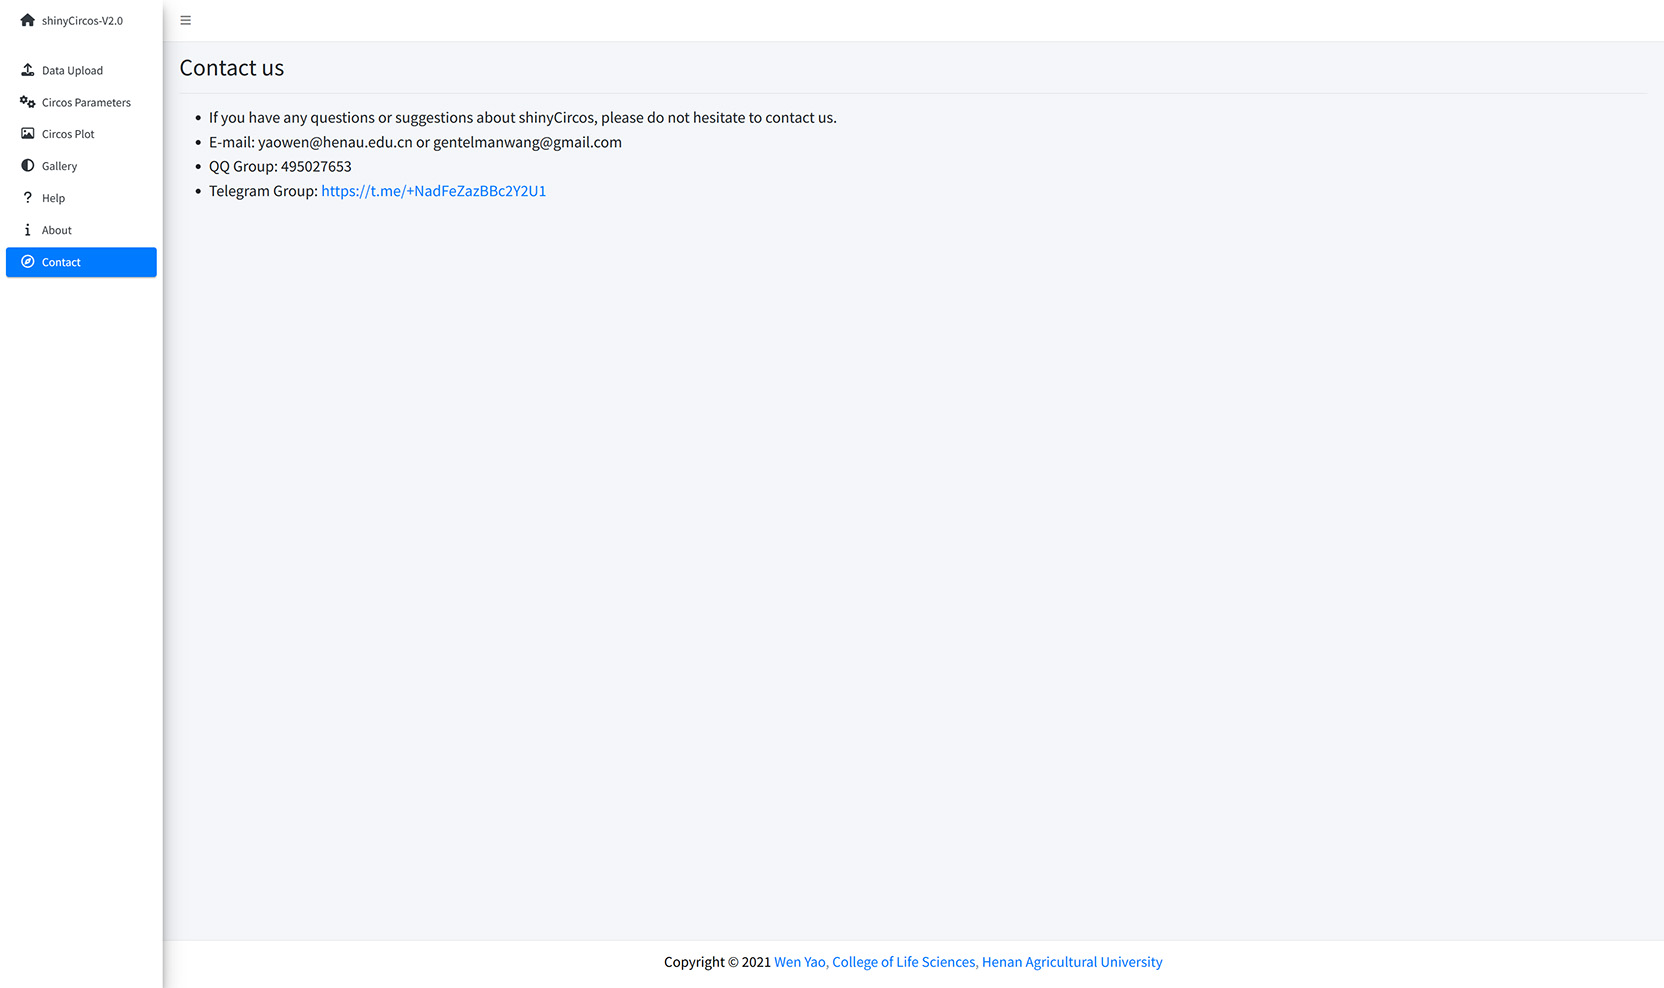 shinyCircos-V2.0
Data Upload
Circos Parameters
Circos Plot
Gallery
Help
About
Contact
Contact us
If you have any questions or suggestions about shinyCircos, please do not hesitate to contact us.
E-mail: yaowen@henau.edu.cn or gentelmanwang@gmail.com
QQ Group: 495027653
Telegram Group: https://t.me/+NadFeZazBBc2Y2U1
Copyright © 2021 Wen Yao, College of Life Sciences, Henan Agricultural University